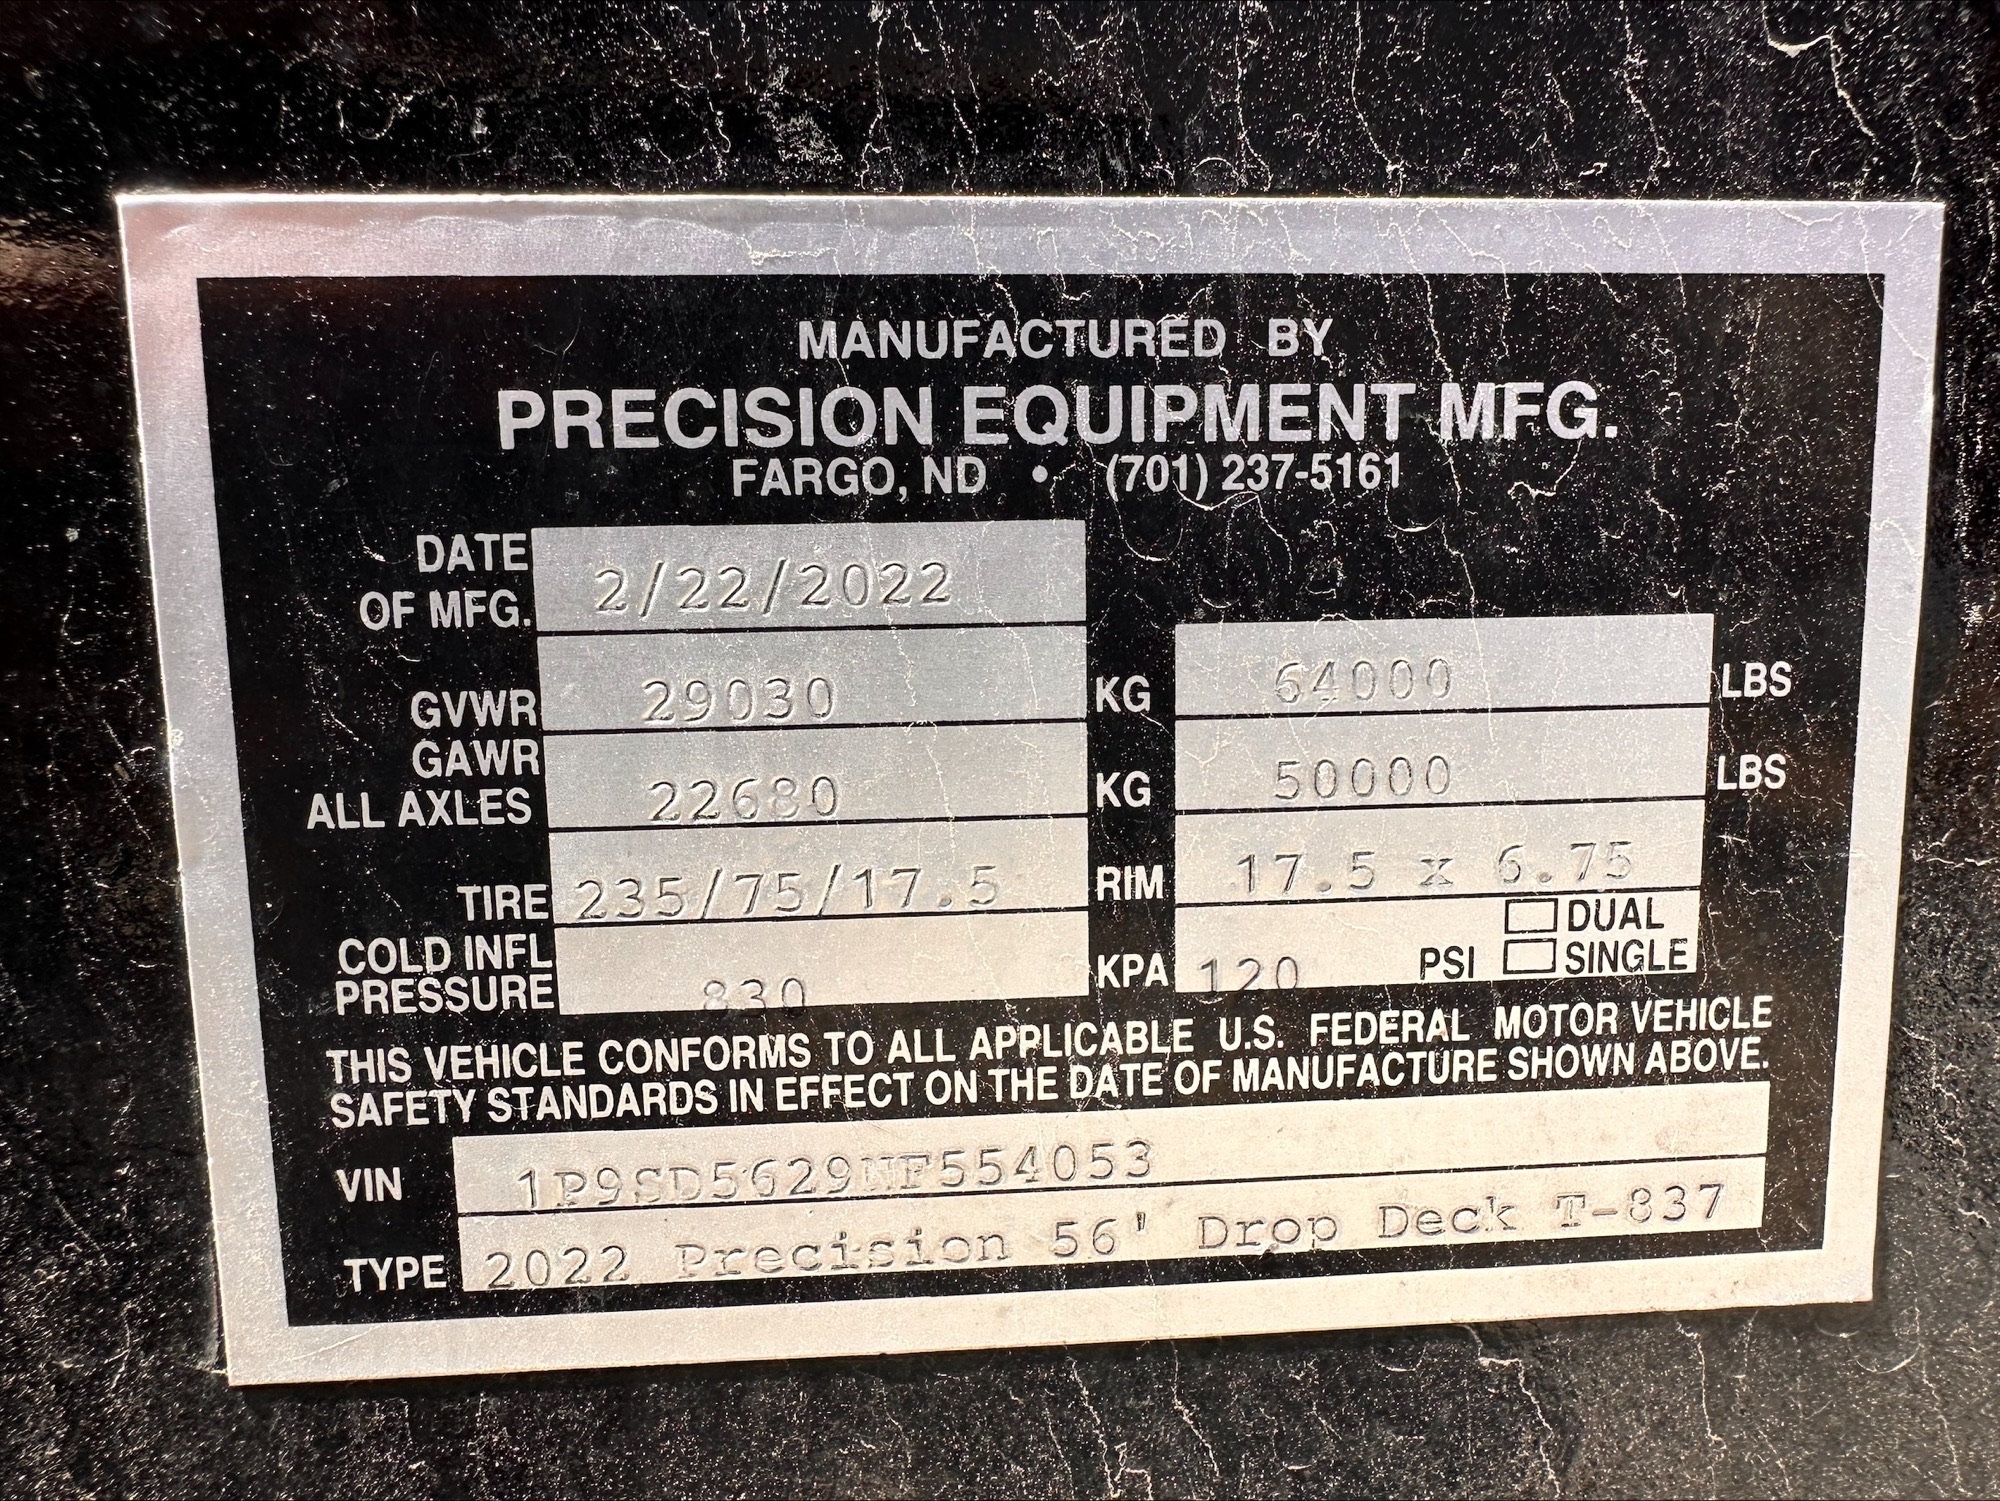 MANUFACTURED BY
PRECISION EQUIPMENT MFG.
FARGO, ND • (701) 237-5161
DATE OF MFG. 2/22/2022
GVWR 29030 KG 64000 LBS
GAWR ALL AXLES 22680 KG 50000 LBS
TIRE 235/75/17.5 RIM 17.5 x 6.75
COLD INFL PRESSURE 830 KPA 120 PSI DUAL SINGLE
THIS VEHICLE CONFORMS TO ALL APPLICABLE U.S. FEDERAL MOTOR VEHICLE
SAFETY STANDARDS IN EFFECT ON THE DATE OF MANUFACTURE SHOWN ABOVE.
VIN 1P9SD5629NF554053
TYPE 2022 Precision 56' Drop Deck T-837